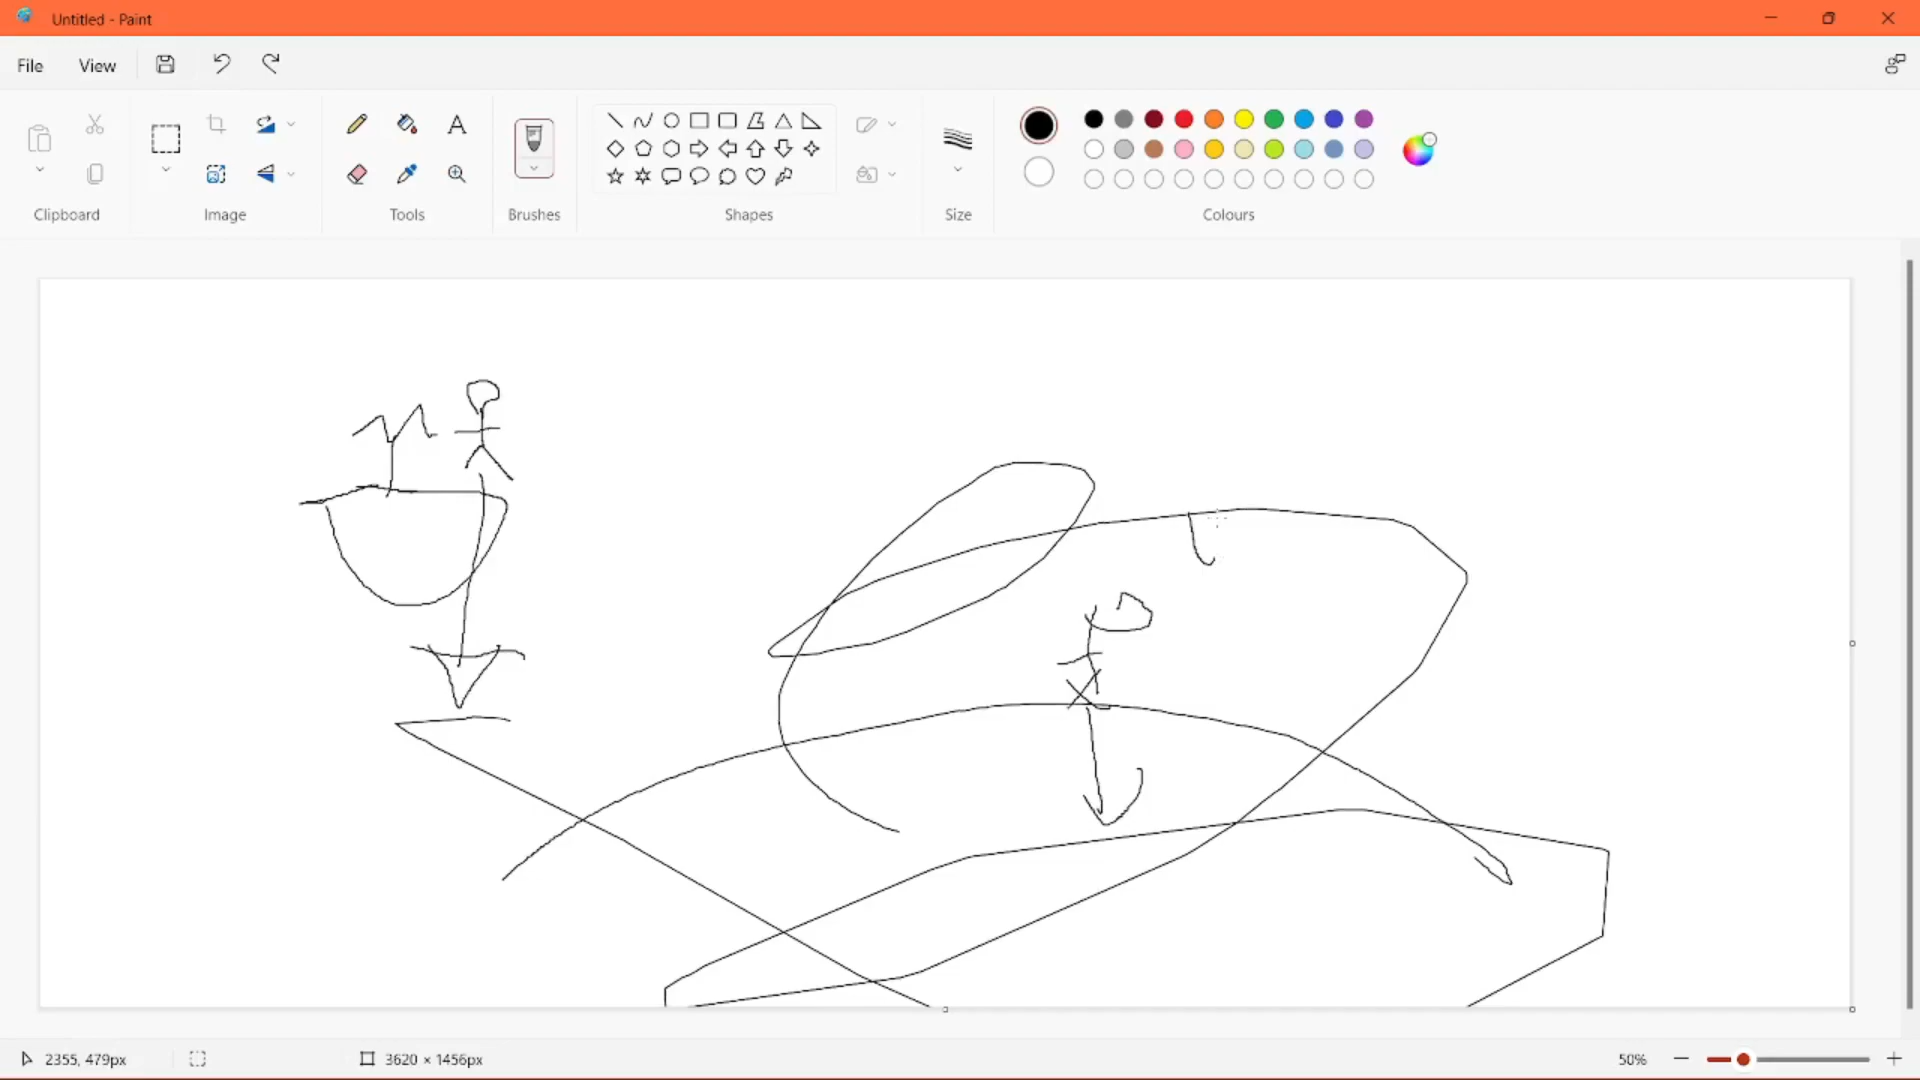 Untitled - Paint
File
View
Clipboard
Image
Tools
Brushes
Shapes
Size
Colours
2355, 479px
3620 × 1456px
50%